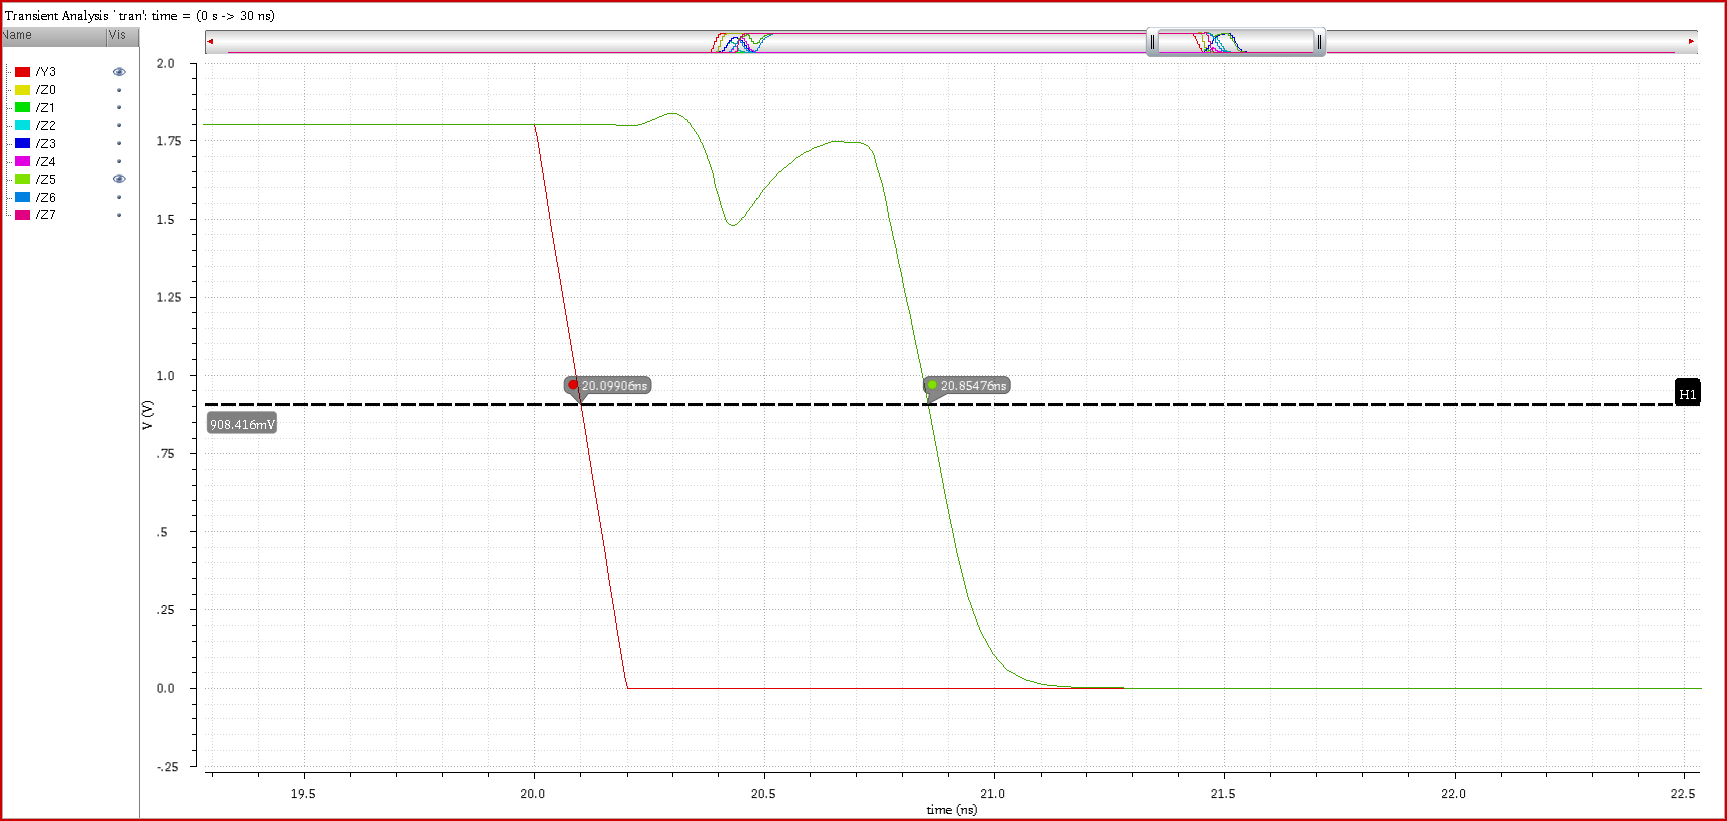 Transient Analysis `tran': time = (0 s -> 30 ns)
Name Vis
/Y3
/Z0
/Z1
/Z2
/Z3
/Z4
/Z5
/Z6
/Z7
2.0
1.75
1.5
1.25
1.0
.75
.5
.25
0.0
-.25
V (V)
20.09906ns
20.85476ns
H1
908.416mV
19.5 20.0 20.5 21.0 21.5 22.0 22.5
time (ns)